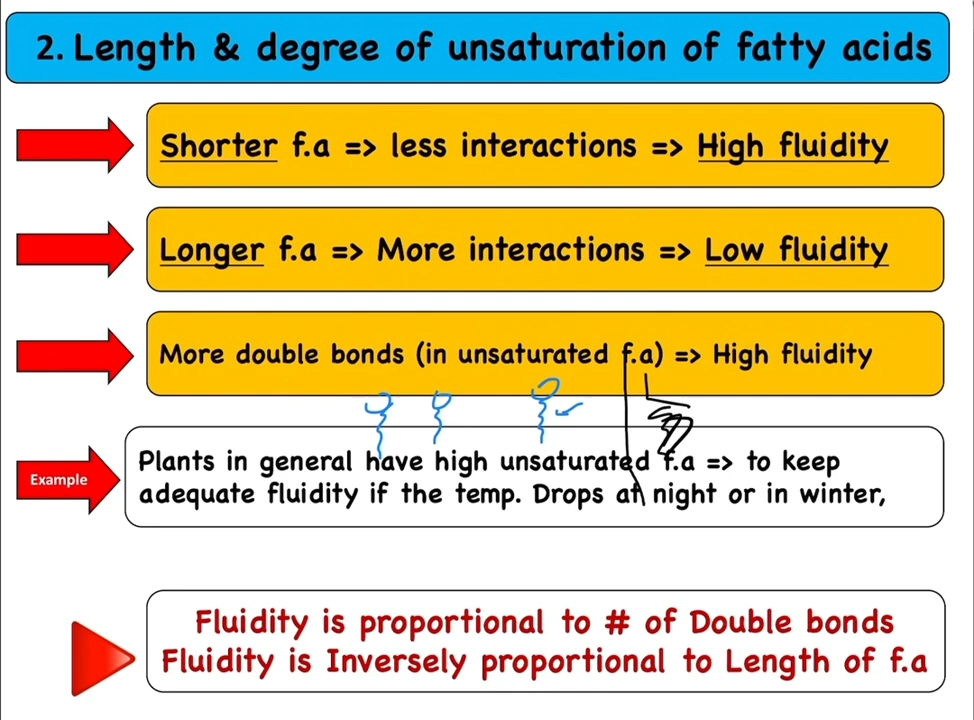 2. Length & degree of unsaturation of fatty acids
Shorter f.a => less interactions => High fluidity
Longer f.a => More interactions => Low fluidity
More double bonds (in unsaturated f.a) => High fluidity
Example
Plants in general have high unsaturated f.a => to keep
adequate fluidity if the temp. Drops at night or in winter,
Fluidity is proportional to # of Double bonds
Fluidity is Inversely proportional to Length of f.a